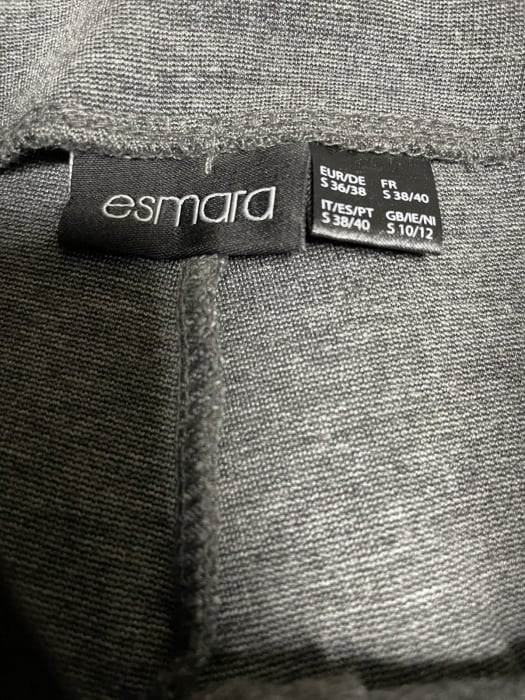 esmara
EUR/DE FR
S 36/38 S 38/40
IT/ES/PT GB/IE/NI
S 38/40 S 10/12